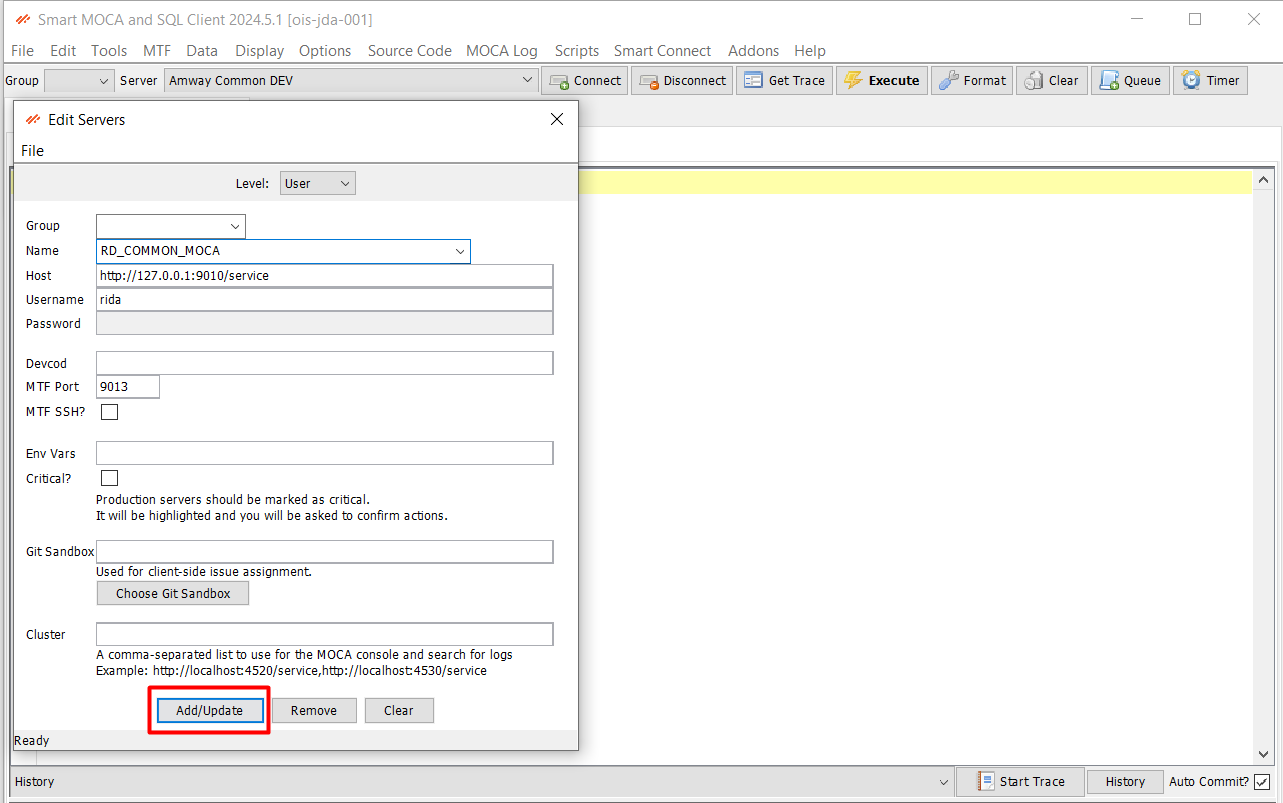 Smart MOCA and SQL Client 2024.5.1 [ois-jda-001]
File Edit Tools MTF Data Display Options Source Code MOCA Log Scripts Smart Connect Addons Help
Group Server Amway Common DEV Connect Disconnect Get Trace Execute Format Clear Queue Timer
Edit Servers
File
Level: User
Group
Name RD_COMMON_MOCA
Host http://127.0.0.1:9010/service
Username rida
Password
Devcod
MTF Port 9013
MTF SSH?
Env Vars
Critical?
Production servers should be marked as critical.
It will be highlighted and you will be asked to confirm actions.
Git Sandbox
Used for client-side issue assignment.
Choose Git Sandbox
Cluster
A comma-separated list to use for the MOCA console and search for logs
Example: http://localhost:4520/service,http://localhost:4530/service
Add/Update Remove Clear
Ready
History Start Trace History Auto Commit?